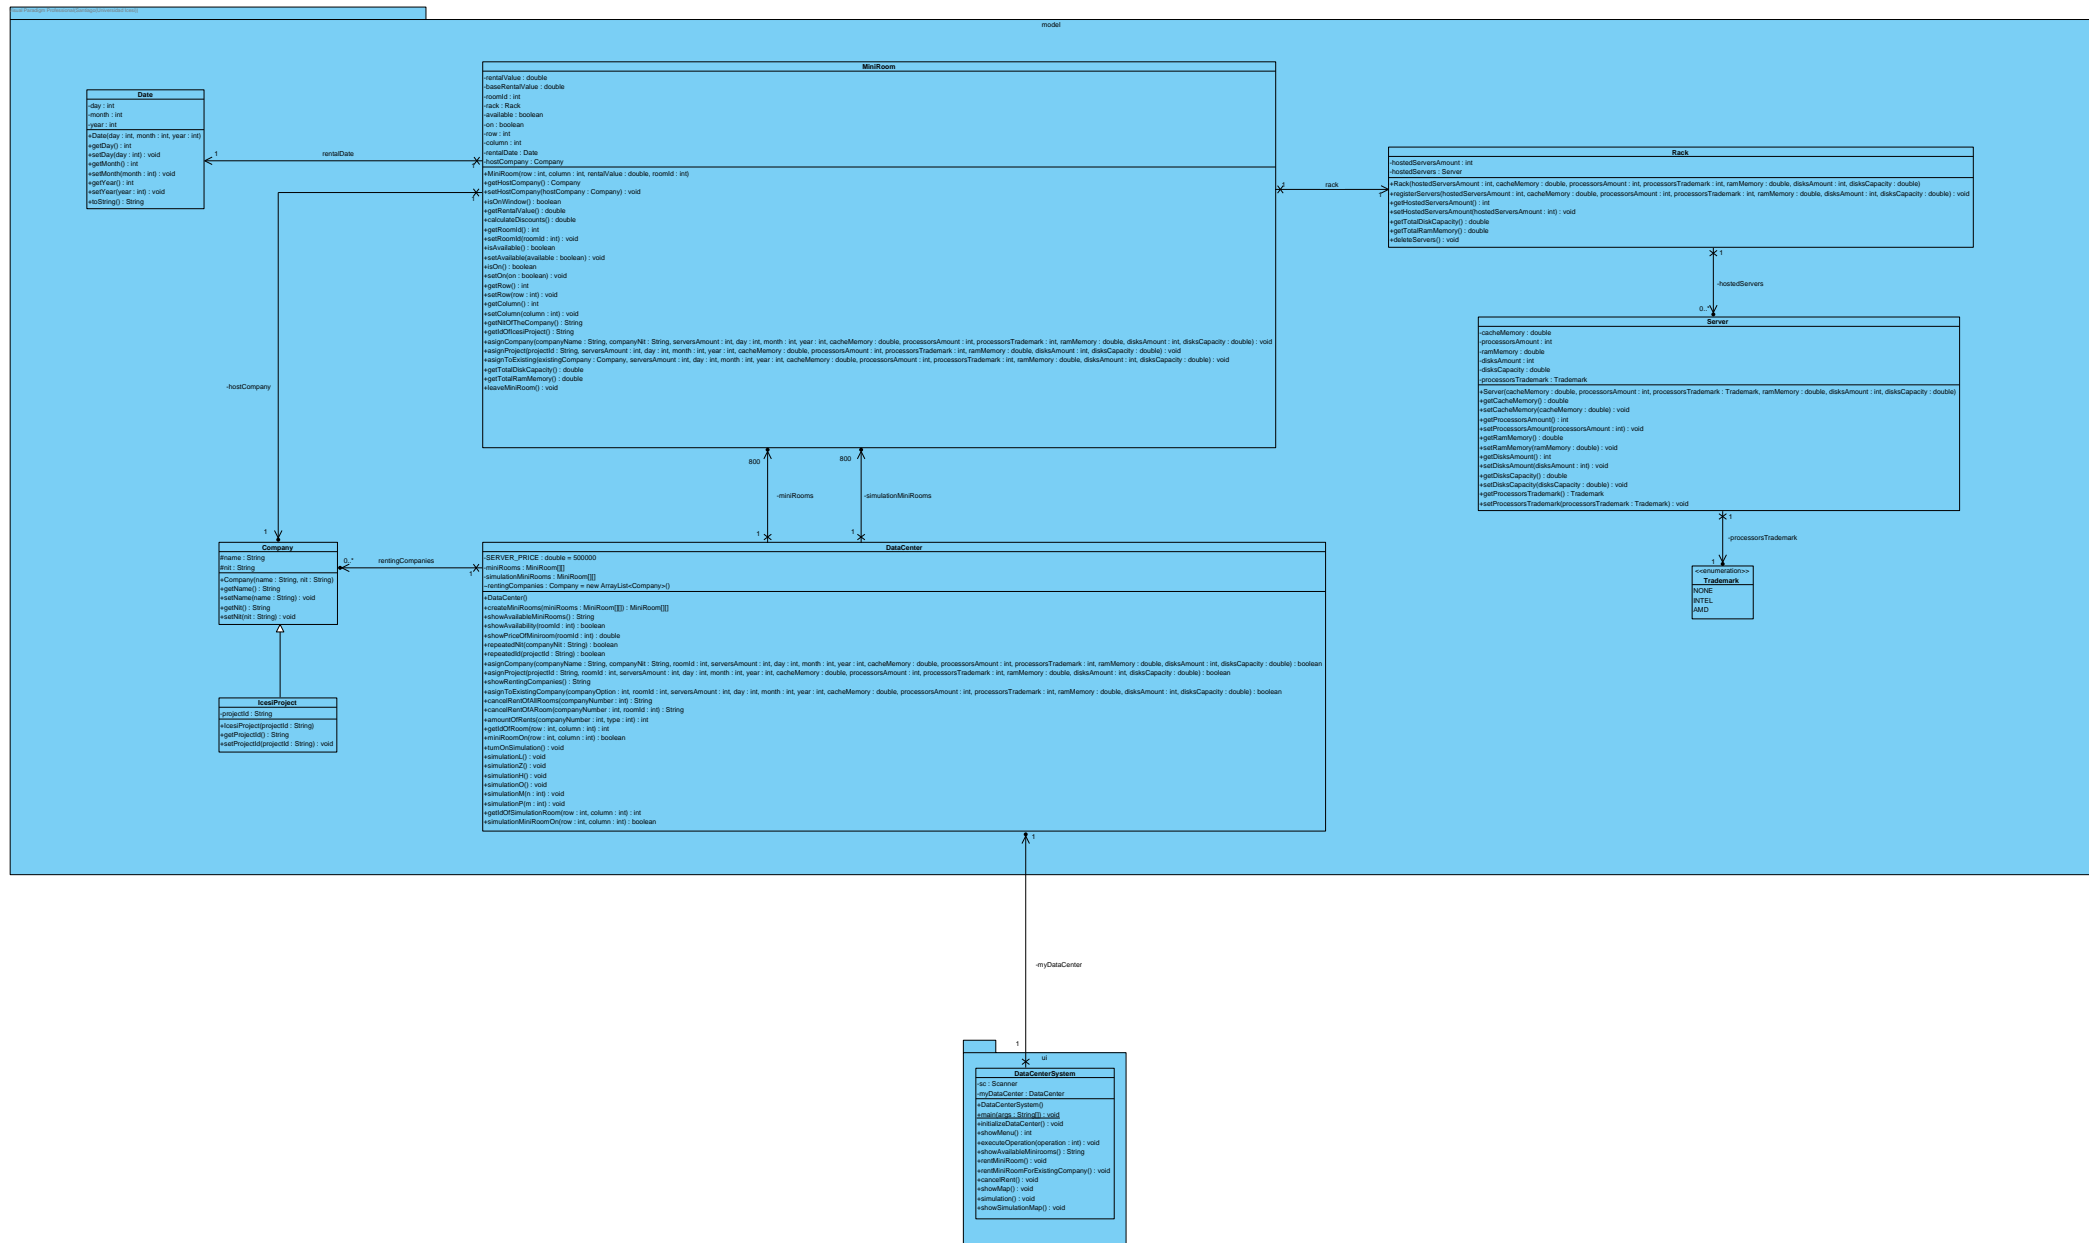 model
Date
-day : int
-month : int
-year : int
+Date(day : int, month : int, year : int)
+getDay() : int
+setDay(day : int) : void
+getMonth() : int
+setMonth(month : int) : void
+getYear() : int
+setYear(year : int) : void
+toString() : String
1
rentalDate
1
MiniRoom
-rentalValue : double
-baseRentalValue : double
-roomId : int
-rack : Rack
-available : boolean
-on : boolean
-row : int
-column : int
-rentalDate : Date
-hostCompany : Company
+MiniRoom(row : int, column : int, rentalValue : double, roomId : int)
+getHostCompany() : Company
+setHostCompany(hostCompany : Company) : void
+isOnWindow() : boolean
+getRentalValue() : double
+calculateDiscounts() : double
+getRoomId() : int
+setRoomId(roomId : int) : void
+isAvailable() : boolean
+setAvailable(available : boolean) : void
+isOn() : boolean
+setOn(on : boolean) : void
+getRow() : int
+setRow(row : int) : void
+getColumn() : int
+setColumn(column : int) : void
+getNitOfTheCompany() : String
+getIdOfIcesiProject() : String
+asignCompany(companyName : String, companyNit : String, serversAmount : int, day : int, month : int, year : int, cacheMemory : double, processorsAmount : int, processorsTrademark : int, ramMemory : double, disksAmount : int, disksCapacity : double) : void
+asignProject(projectId : String, serversAmount : int, day : int, month : int, year : int, cacheMemory : double, processorsAmount : int, processorsTrademark : int, ramMemory : double, disksAmount : int, disksCapacity : double) : void
+asignToExisting(existingCompany : Company, serversAmount : int, day : int, month : int, year : int, cacheMemory : double, processorsAmount : int, processorsTrademark : int, ramMemory : double, disksAmount : int, disksCapacity : double) : void
+getTotalDiskCapacity() : double
+getTotalRamMemory() : double
+leaveMiniRoom() : void
1
rack
1
Rack
-hostedServersAmount : int
-hostedServers : Server
+Rack(hostedServersAmount : int, cacheMemory : double, processorsAmount : int, processorsTrademark : int, ramMemory : double, disksAmount : int, disksCapacity : double)
+registerServers(hostedServersAmount : int, cacheMemory : double, processorsAmount : int, processorsTrademark : int, ramMemory : double, disksAmount : int, disksCapacity : double) : void
+getHostedServersAmount() : int
+setHostedServersAmount(hostedServersAmount : int) : void
+getTotalDiskCapacity() : double
+getTotalRamMemory() : double
+deleteServers() : void
1
-hostedServers
0..*
Server
-cacheMemory : double
-processorsAmount : int
-ramMemory : double
-disksAmount : int
-disksCapacity : double
-processorsTrademark : Trademark
+Server(cacheMemory : double, processorsAmount : int, processorsTrademark : Trademark, ramMemory : double, disksAmount : int, disksCapacity : double)
+getCacheMemory() : double
+setCacheMemory(cacheMemory : double) : void
+getProcessorsAmount() : int
+setProcessorsAmount(processorsAmount : int) : void
+getRamMemory() : double
+setRamMemory(ramMemory : double) : void
+getDisksAmount() : int
+setDisksAmount(disksAmount : int) : void
+getDisksCapacity() : double
+setDisksCapacity(disksCapacity : double) : void
+getProcessorsTrademark() : Trademark
+setProcessorsTrademark(processorsTrademark : Trademark) : void
1
-processorsTrademark
1
<<enumeration>>
Trademark
NONE
INTEL
AMD
1
-hostCompany
1
800
-miniRooms
1
800
-simulationMiniRooms
1
Company
#name : String
#nit : String
+Company(name : String, nit : String)
+getName() : String
+setName(name : String) : void
+getNit() : String
+setNit(nit : String) : void
0..*
rentingCompanies
1
IcesiProject
-projectId : String
+IcesiProject(projectId : String)
+getProjectId() : String
+setProjectId(projectId : String) : void
DataCenter
-SERVER_PRICE : double = 500000
-miniRooms : MiniRoom[][]
-simulationMiniRooms : MiniRoom[][]
~rentingCompanies : Company = new ArrayList<Company>()
+DataCenter()
+createMiniRooms(miniRooms : MiniRoom[][]) : MiniRoom[][]
+showAvailableMiniRooms() : String
+showAvailability(roomId : int) : boolean
+showPriceOfMiniroom(roomId : int) : double
+repeatedNit(companyNit : String) : boolean
+repeatedId(projectId : String) : boolean
+asignCompany(companyName : String, companyNit : String, roomId : int, serversAmount : int, day : int, month : int, year : int, cacheMemory : double, processorsAmount : int, processorsTrademark : int, ramMemory : double, disksAmount : int, disksCapacity : double) : boolean
+asignProject(projectId : String, roomId : int, serversAmount : int, day : int, month : int, year : int, cacheMemory : double, processorsAmount : int, processorsTrademark : int, ramMemory : double, disksAmount : int, disksCapacity : double) : boolean
+showRentingCompanies() : String
+asignToExistingCompany(companyOption : int, roomId : int, serversAmount : int, day : int, month : int, year : int, cacheMemory : double, processorsAmount : int, processorsTrademark : int, ramMemory : double, disksAmount : int, disksCapacity : double) : boolean
+cancelRentOfAllRooms(companyNumber : int) : String
+cancelRentOfARoom(companyNumber : int, roomId : int) : String
+amountOfRents(companyNumber : int, type : int) : int
+getIdOfRoom(row : int, column : int) : int
+miniRoomOn(row : int, column : int) : boolean
+turnOnSimulation() : void
+simulationL() : void
+simulationZ() : void
+simulationH() : void
+simulationO() : void
+simulationM(n : int) : void
+simulationP(m : int) : void
+getIdOfSimulationRoom(row : int, column : int) : int
+simulationMiniRoomOn(row : int, column : int) : boolean
1
-myDataCenter
1
ui
DataCenterSystem
-sc : Scanner
-myDataCenter : DataCenter
+DataCenterSystem()
+main(args : String[]) : void
+initializeDataCenter() : void
+showMenu() : int
+executeOperation(operation : int) : void
+showAvailableMinirooms() : String
+rentMiniRoom() : void
+rentMiniRoomForExistingCompany() : void
+cancelRent() : void
+showMap() : void
+simulation() : void
+showSimulationMap() : void